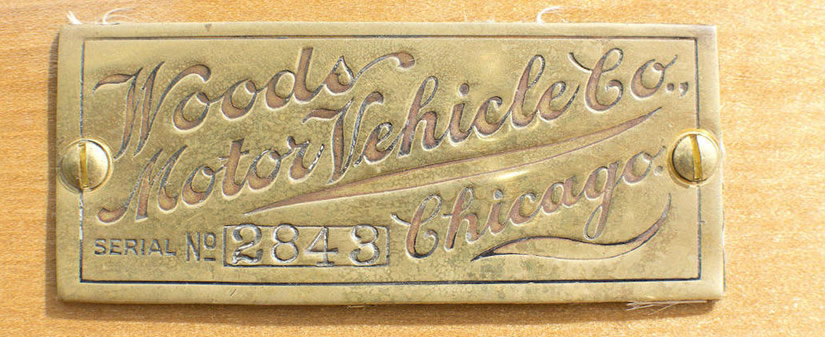 Woods
Motor Vehicle Co.,
Chicago.
SERIAL No 2843